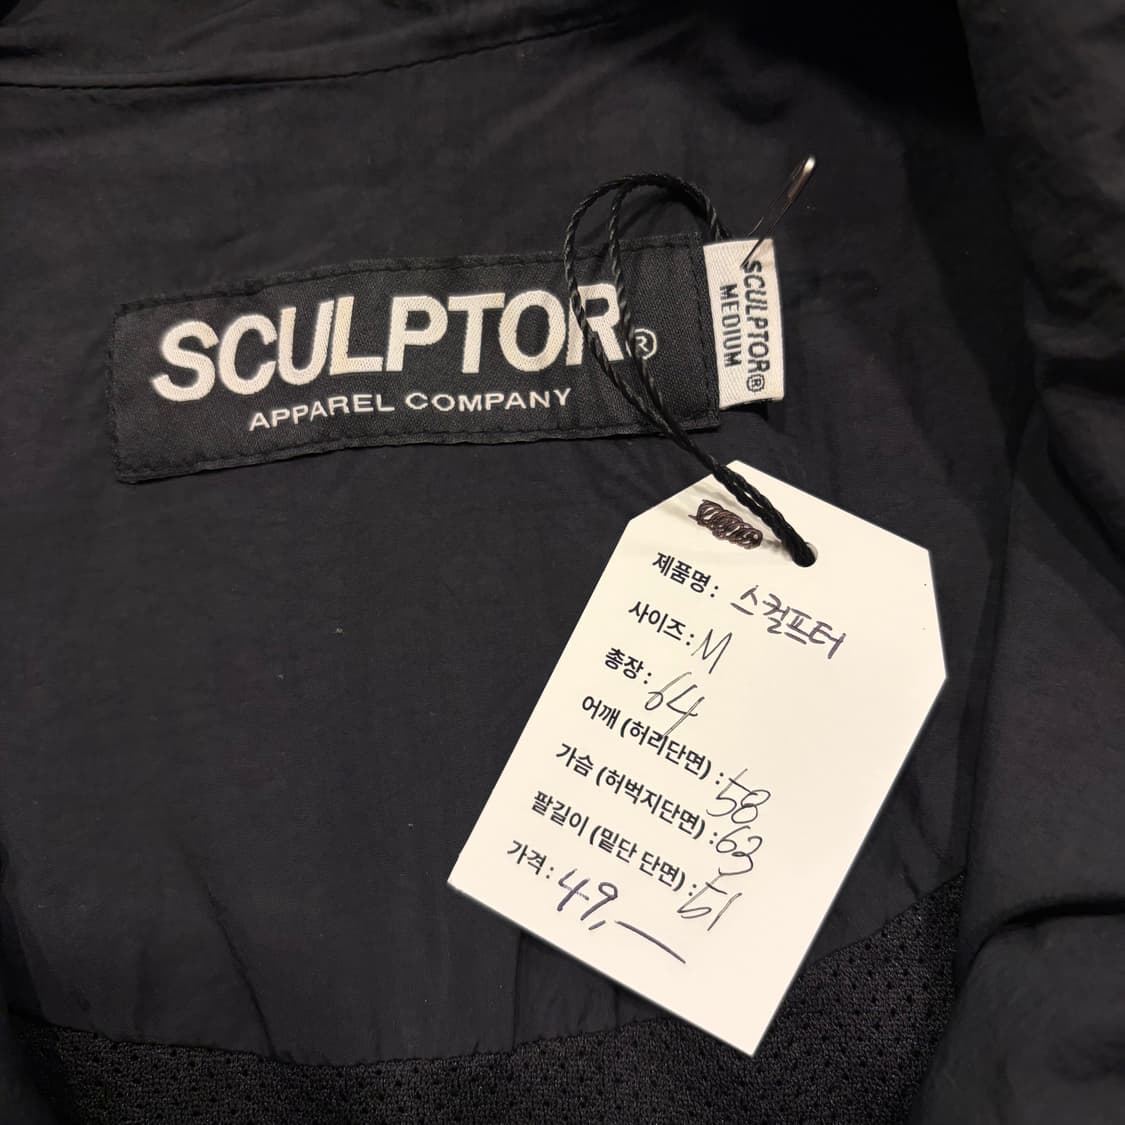 SCULPTOR®
APPAREL COMPANY
SCULPTOR®
MEDIUM
제품명: 스컬프터
사이즈: M
총장: 64
어깨 (허리단면) : 58
가슴 (허벅지단면) : 63
팔길이 (밑단 단면) : 51
가격: 49,—